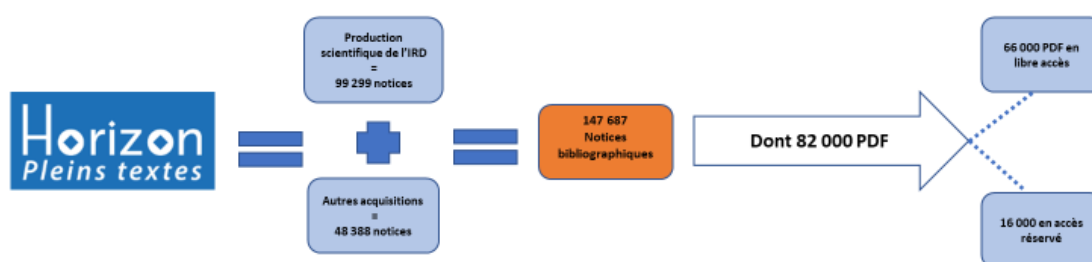 Horizon
Pleins textes
Production
scientifique de l'IRD
=
99 299 notices
Autres acquisitions
=
48 388 notices
147 687
Notices
bibliographiques
Dont 82 000 PDF
66 000 PDF en
libre accès
16 000 en accès
réservé